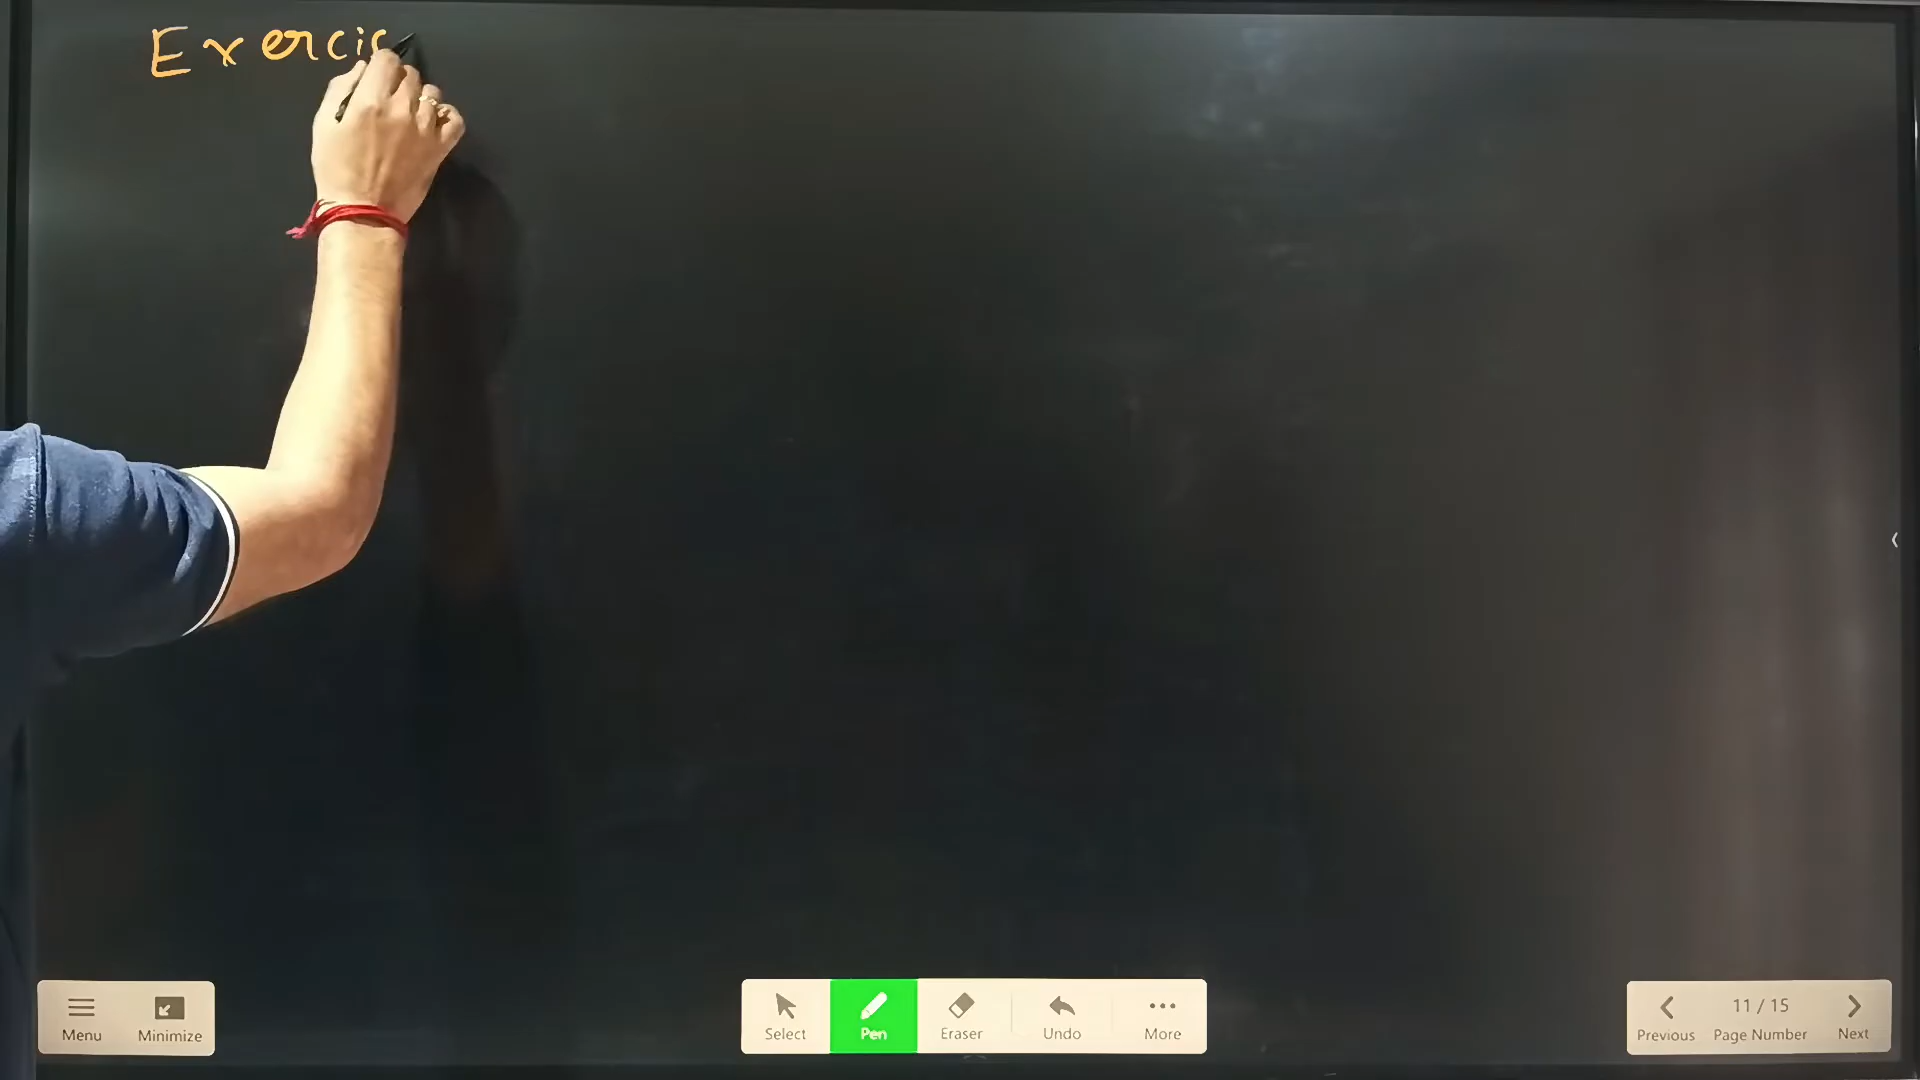 Exercis
Menu
Minimize
Select
Pen
Eraser
Undo
More
11 / 15
Previous
Page Number
Next